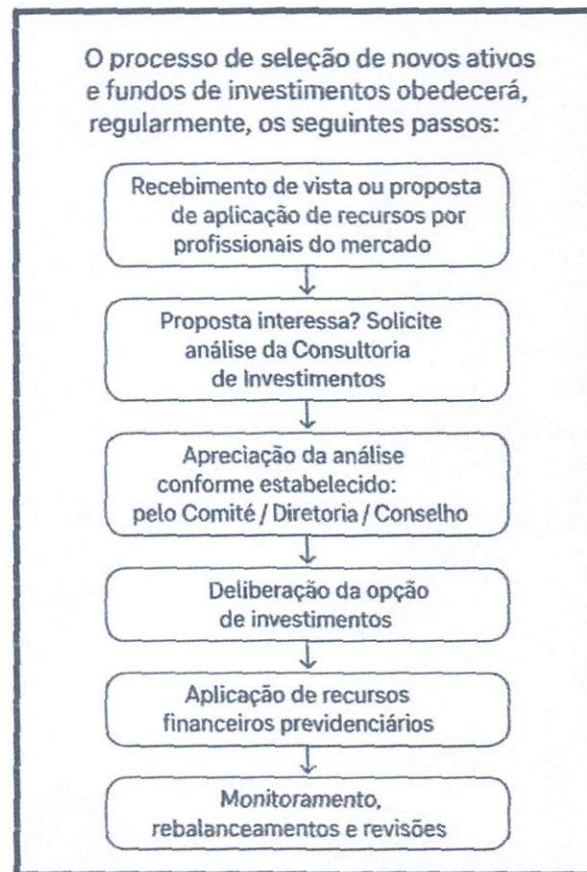 O processo de seleção de novos ativos
e fundos de investimentos obedecerá,
regularmente, os seguintes passos:
Recebimento de vista ou proposta
de aplicação de recursos por
profissionais do mercado
Proposta interessa? Solicite
análise da Consultoria
de Investimentos
Apreciação da análise
conforme estabelecido:
pelo Comité / Diretoria / Conselho
Deliberação da opção
de investimentos
Aplicação de recursos
financeiros previdenciários
Monitoramento,
rebalanceamentos e revisões